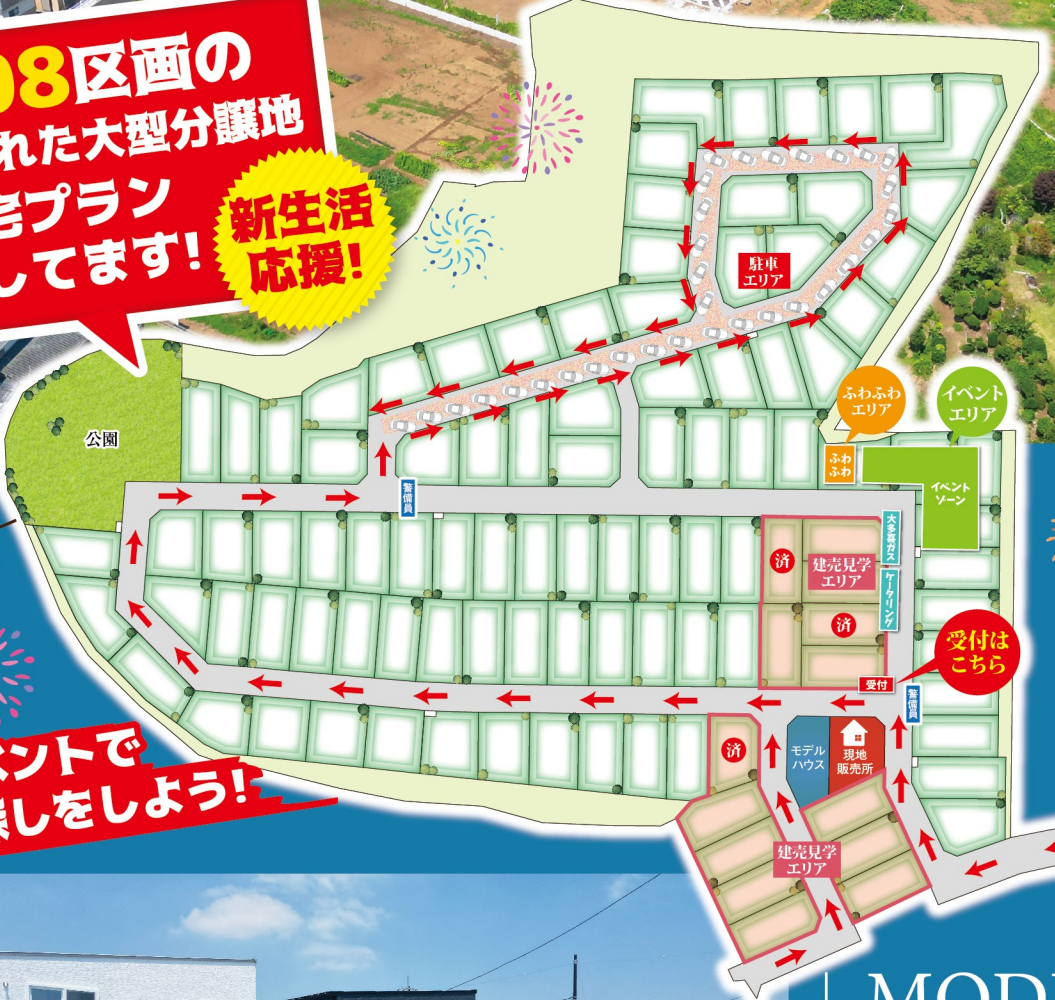 08区画の
れた大型分譲地
宅プラン
してます!
新生活
応援!
駐車
エリア
ふわふわ
エリア
イベント
エリア
公園
ふわ
ふわ
イベント
ゾーン
警備員
大多喜ガス
済
建売見学
エリア
ケータリング
済
受付は
こちら
受付
警備員
済
モデル
ハウス
現地
販売所
ベントで
探しをしよう!
建売見学
エリア
MOD